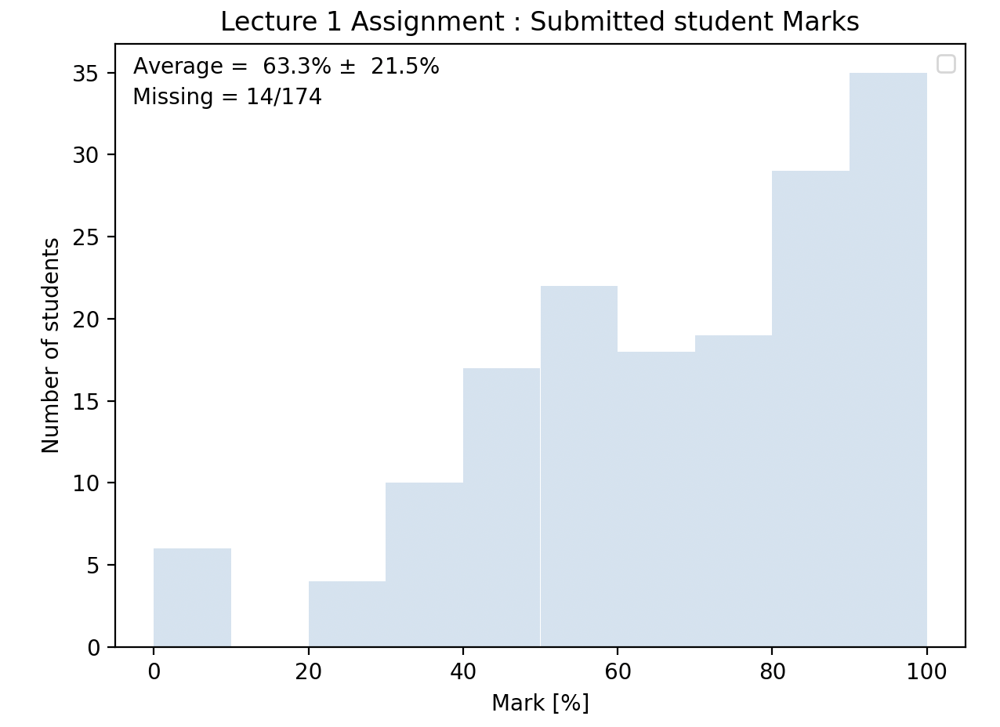 Lecture 1 Assignment : Submitted student Marks
Average =  63.3% ±  21.5%
Missing = 14/174
Number of students
35
30
25
20
15
10
5
0
0 20 40 60 80 100
Mark [%]